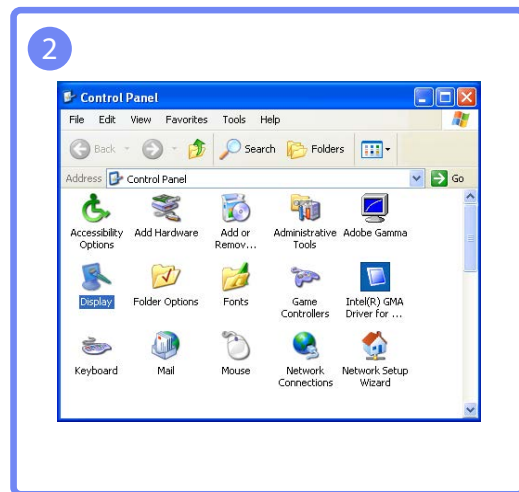 2
Control Panel
File Edit View Favorites Tools Help
Back Search Folders
Address Control Panel Go
Accessibility Options
Add Hardware
Add or Remov...
Administrative Tools
Adobe Gamma
Display
Folder Options
Fonts
Game Controllers
Intel(R) GMA Driver for ...
Keyboard
Mail
Mouse
Network Connections
Network Setup Wizard